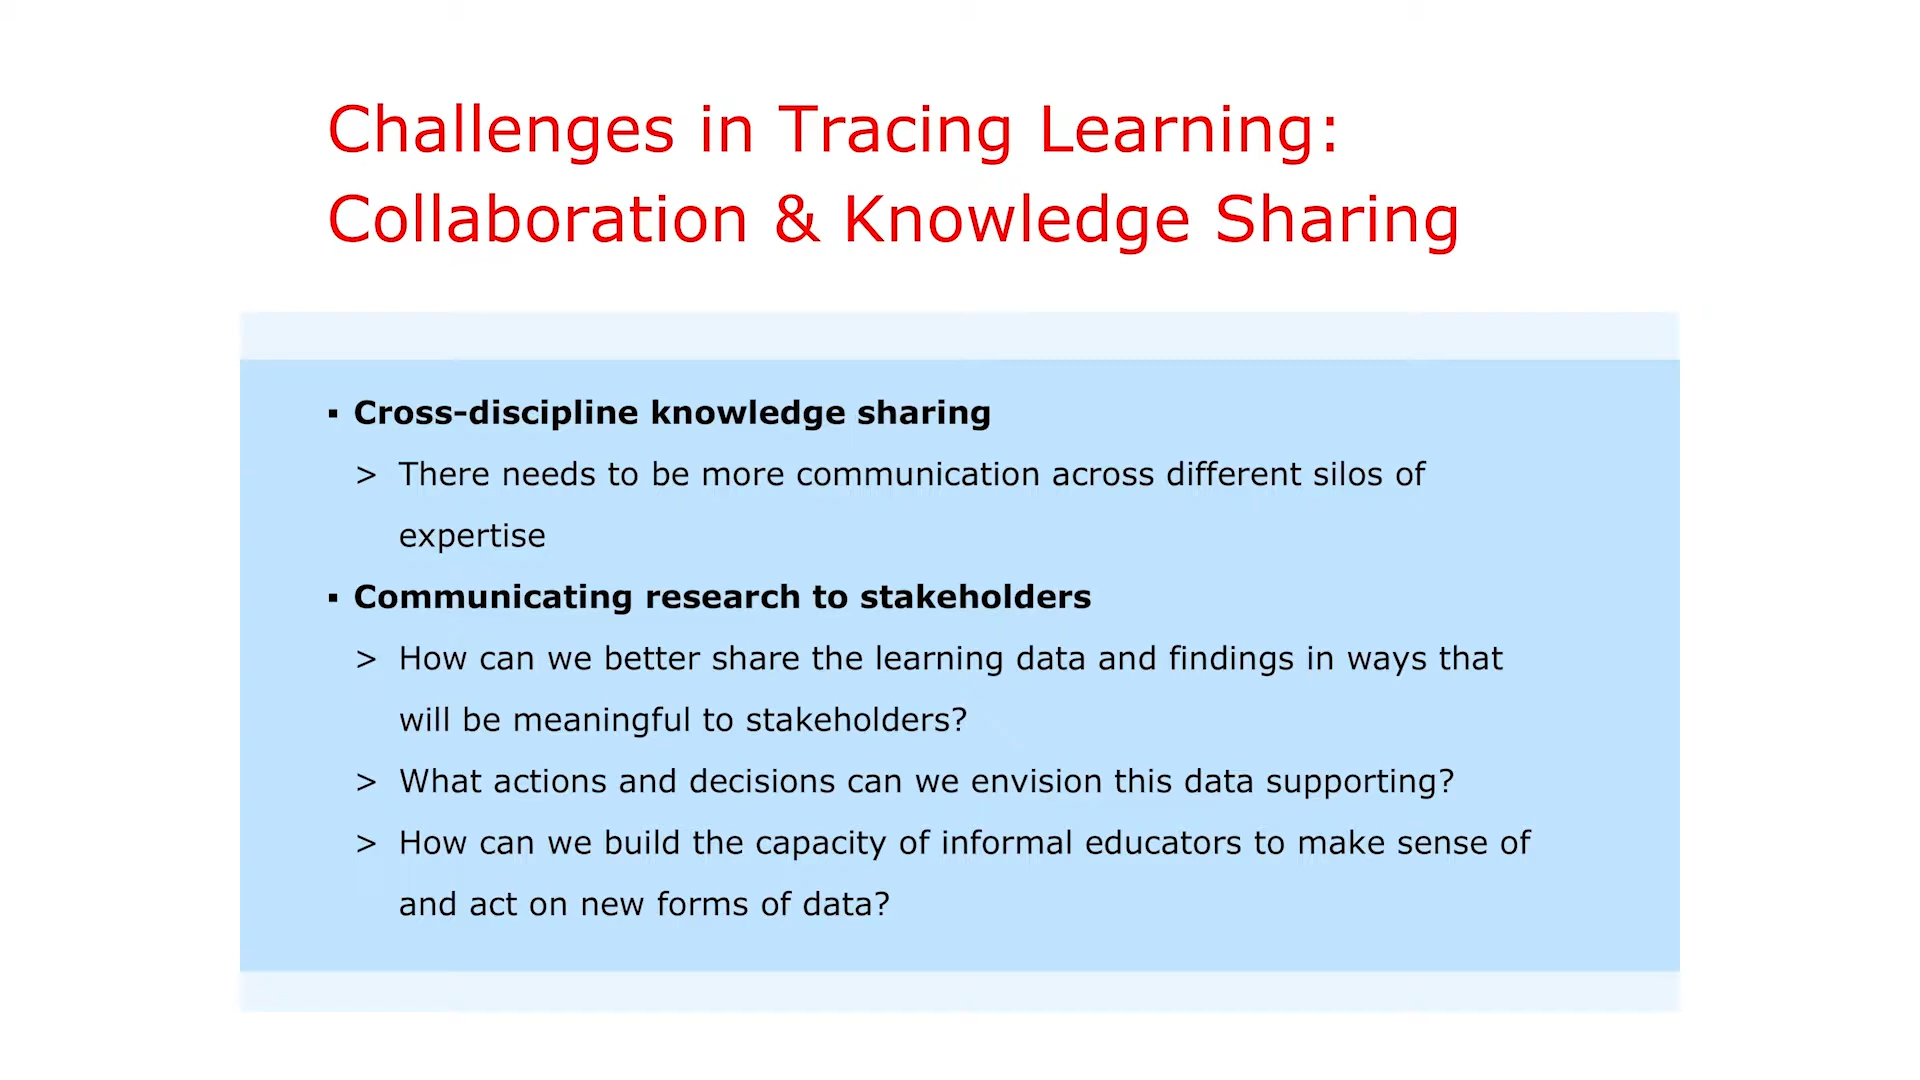 Challenges in Tracing Learning:
Collaboration & Knowledge Sharing
▪ Cross-discipline knowledge sharing
> There needs to be more communication across different silos of
expertise
▪ Communicating research to stakeholders
> How can we better share the learning data and findings in ways that
will be meaningful to stakeholders?
> What actions and decisions can we envision this data supporting?
> How can we build the capacity of informal educators to make sense of
and act on new forms of data?